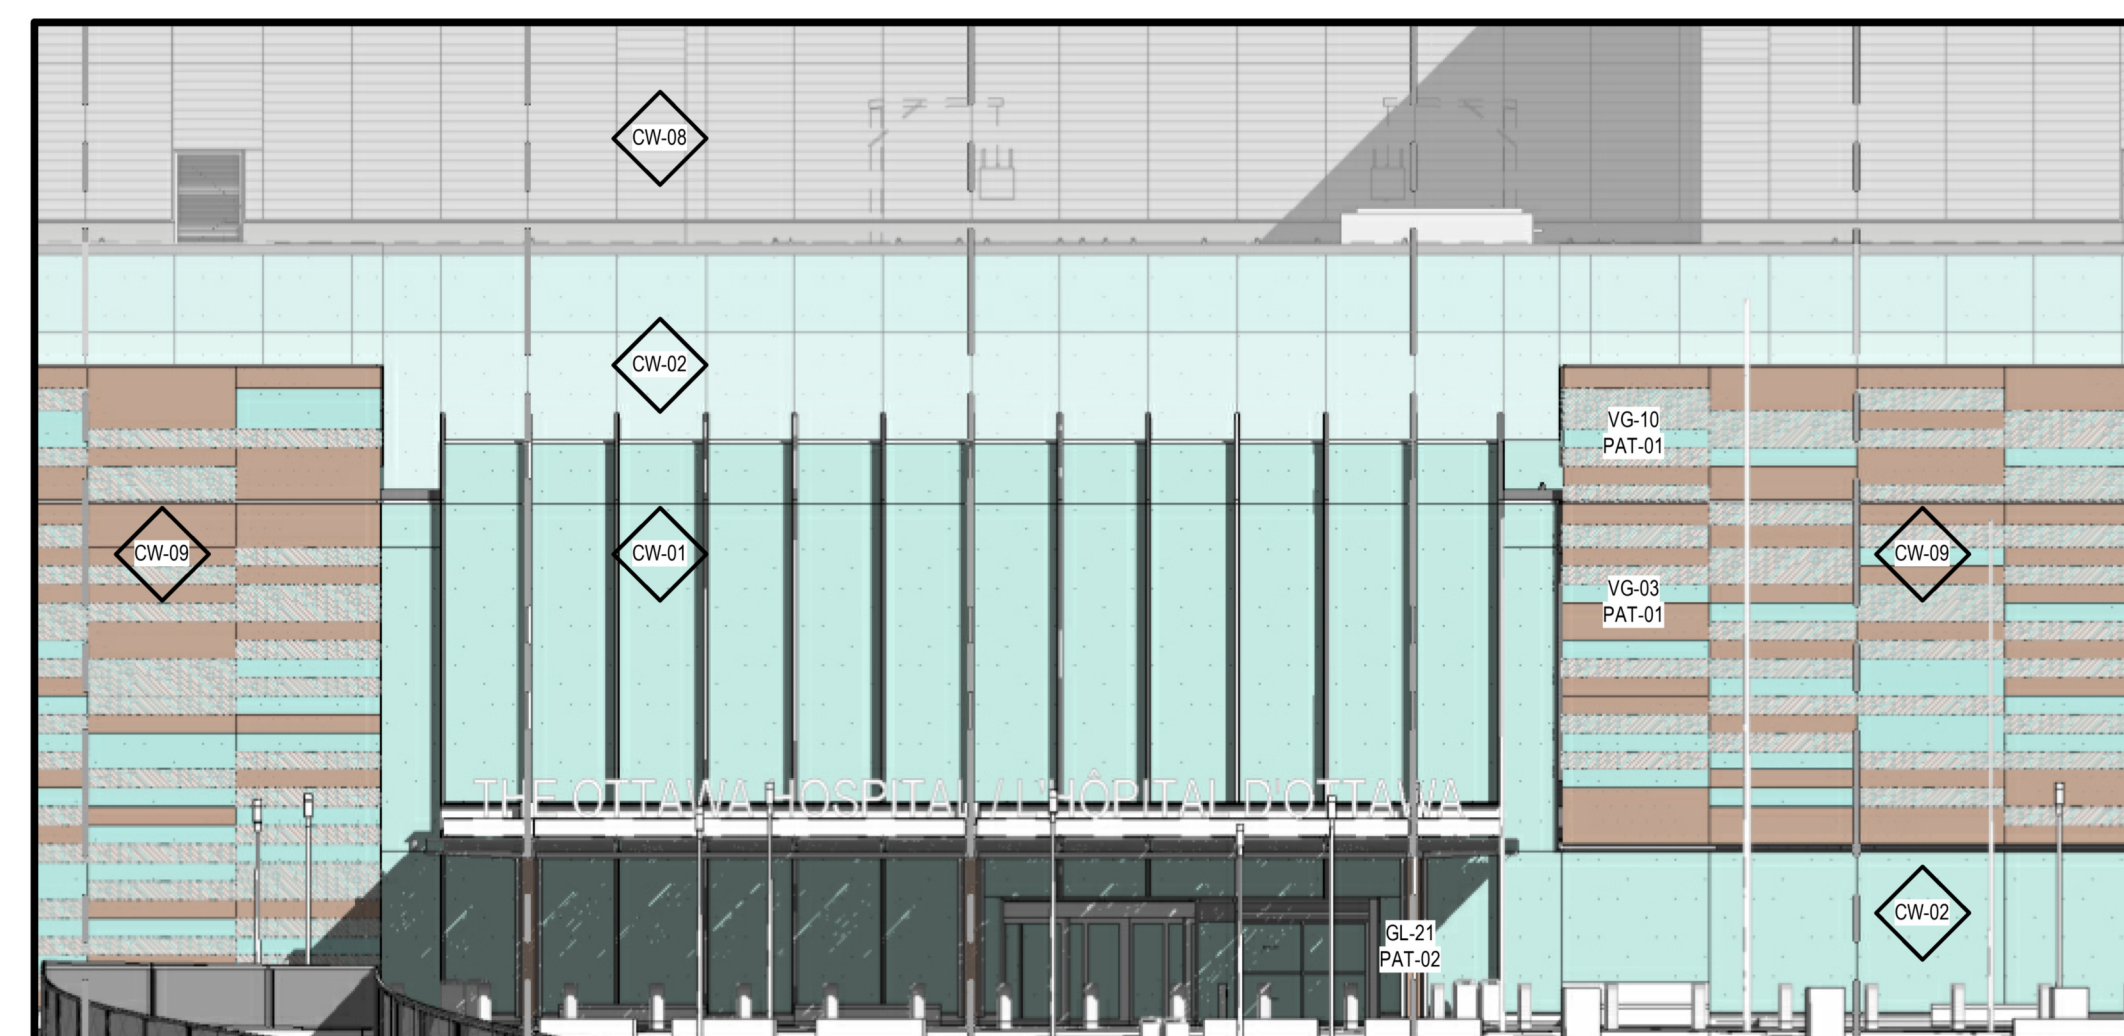 CW-08
CW-02
VG-10
PAT-01
CW-09
CW-01
CW-09
VG-03
PAT-01
THE OTTAWA HOSPITAL / L'HÔPITAL D'OTTAWA
CW-02
GL-21
PAT-02